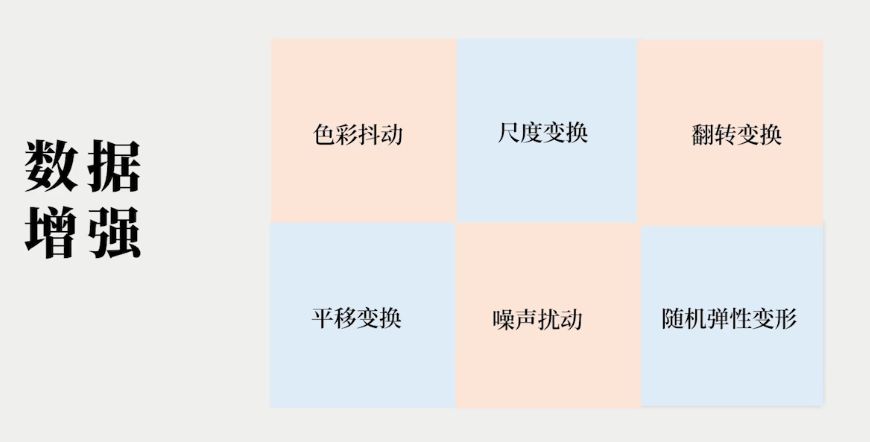 数据
增强
色彩抖动
尺度变换
翻转变换
平移变换
噪声扰动
随机弹性变形